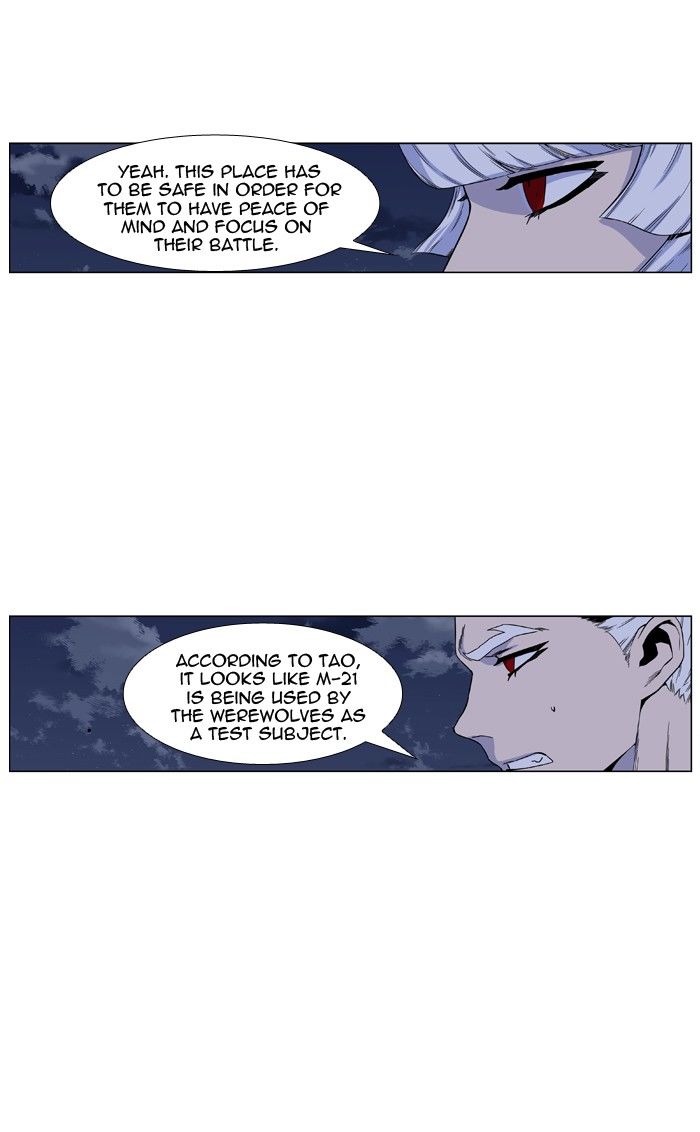 YEAH. THIS PLACE HAS
TO BE SAFE IN ORDER FOR
THEM TO HAVE PEACE OF
MIND AND FOCUS ON
THEIR BATTLE.
ACCORDING TO TAO,
IT LOOKS LIKE M-21
IS BEING USED BY
THE WEREWOLVES AS
A TEST SUBJECT.